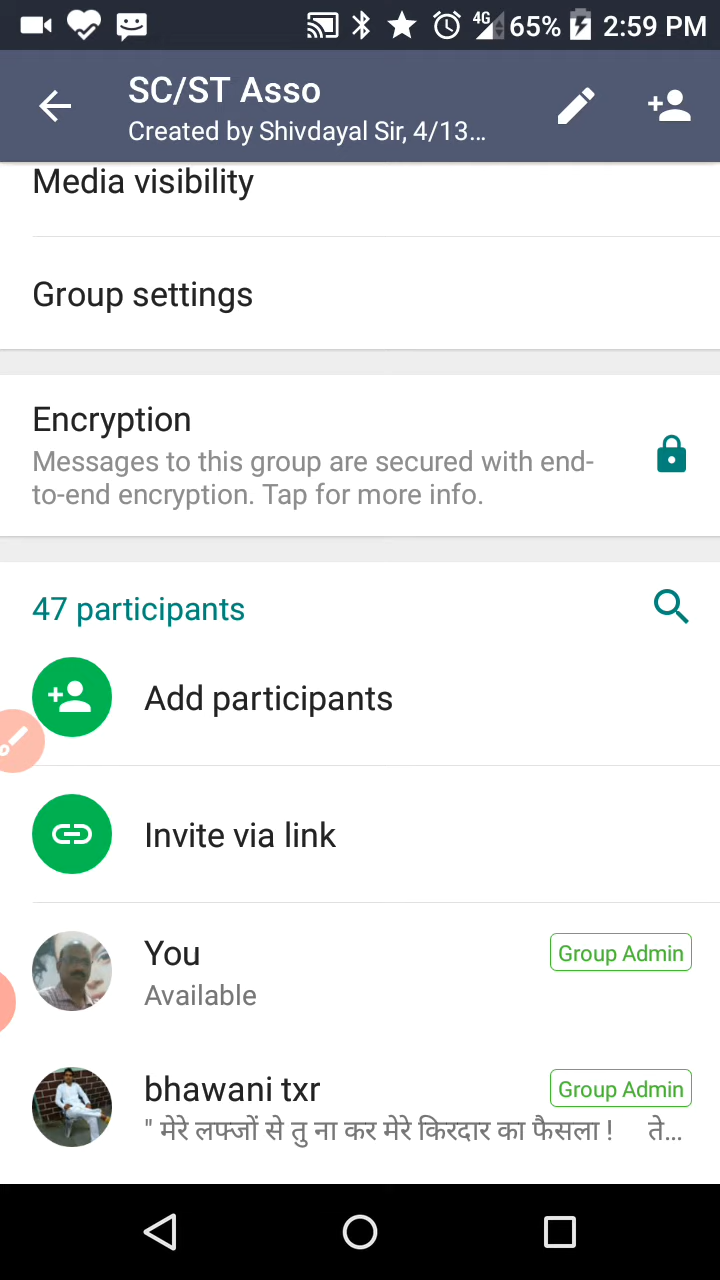 4G 65% 2:59 PM
SC/ST Asso
Created by Shivdayal Sir, 4/13...
Media visibility
Group settings
Encryption
Messages to this group are secured with end-
to-end encryption. Tap for more info.
47 participants
Add participants
Invite via link
You Group Admin
Available
bhawani txr Group Admin
" मेरे लफ्जों से तु ना कर मेरे किरदार का फैसला ! ते...